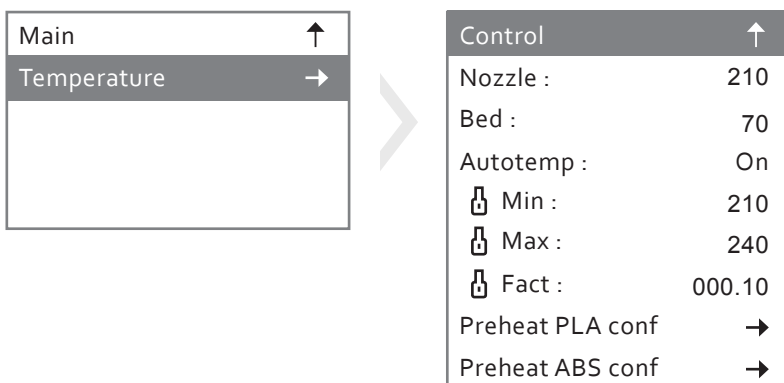 Main ↑
Temperature →
Control ↑
Nozzle : 210
Bed : 70
Autotemp : On
Min : 210
Max : 240
Fact : 000.10
Preheat PLA conf →
Preheat ABS conf →